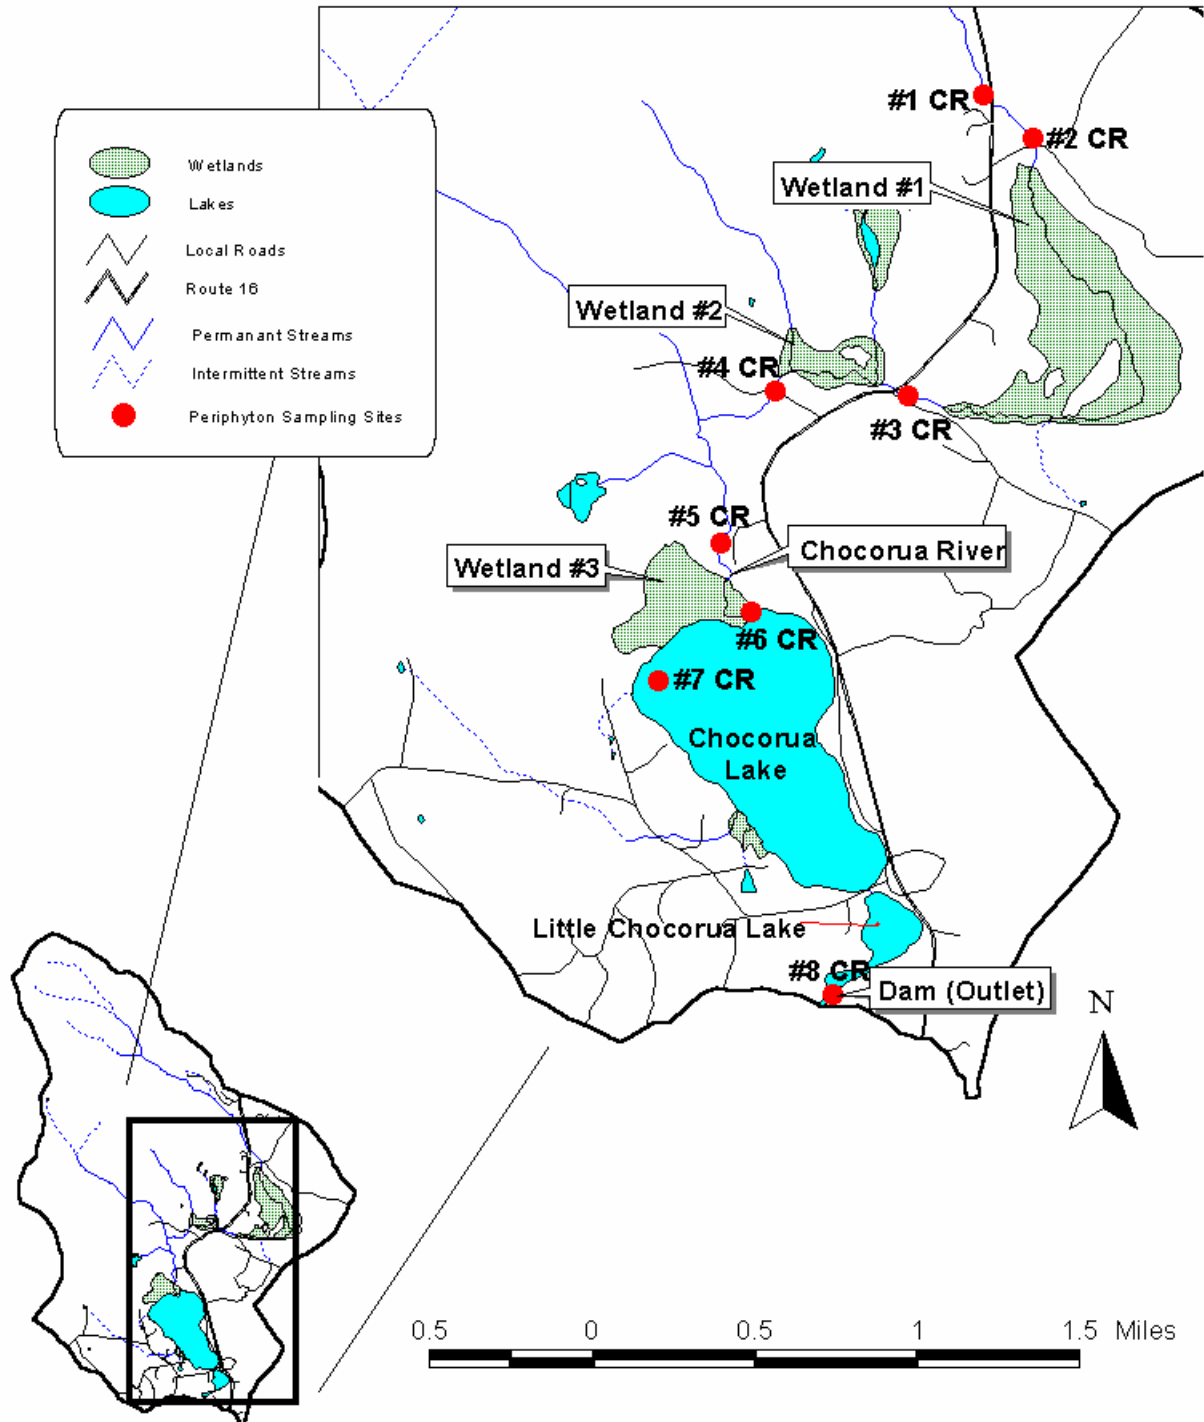 #1 CR
#2 CR
Wetland #1
Wetlands
Lakes
Local Roads
Route 16
Permanant Streams
Intermittent Streams
Periphyton Sampling Sites
Wetland #2
#4 CR
#3 CR
#5 CR
Chocorua River
Wetland #3
#6 CR
#7 CR
Chocorua
Lake
Little Chocorua Lake
#8 CR
Dam (Outlet)
N
0.5 0 0.5 1 1.5 Miles